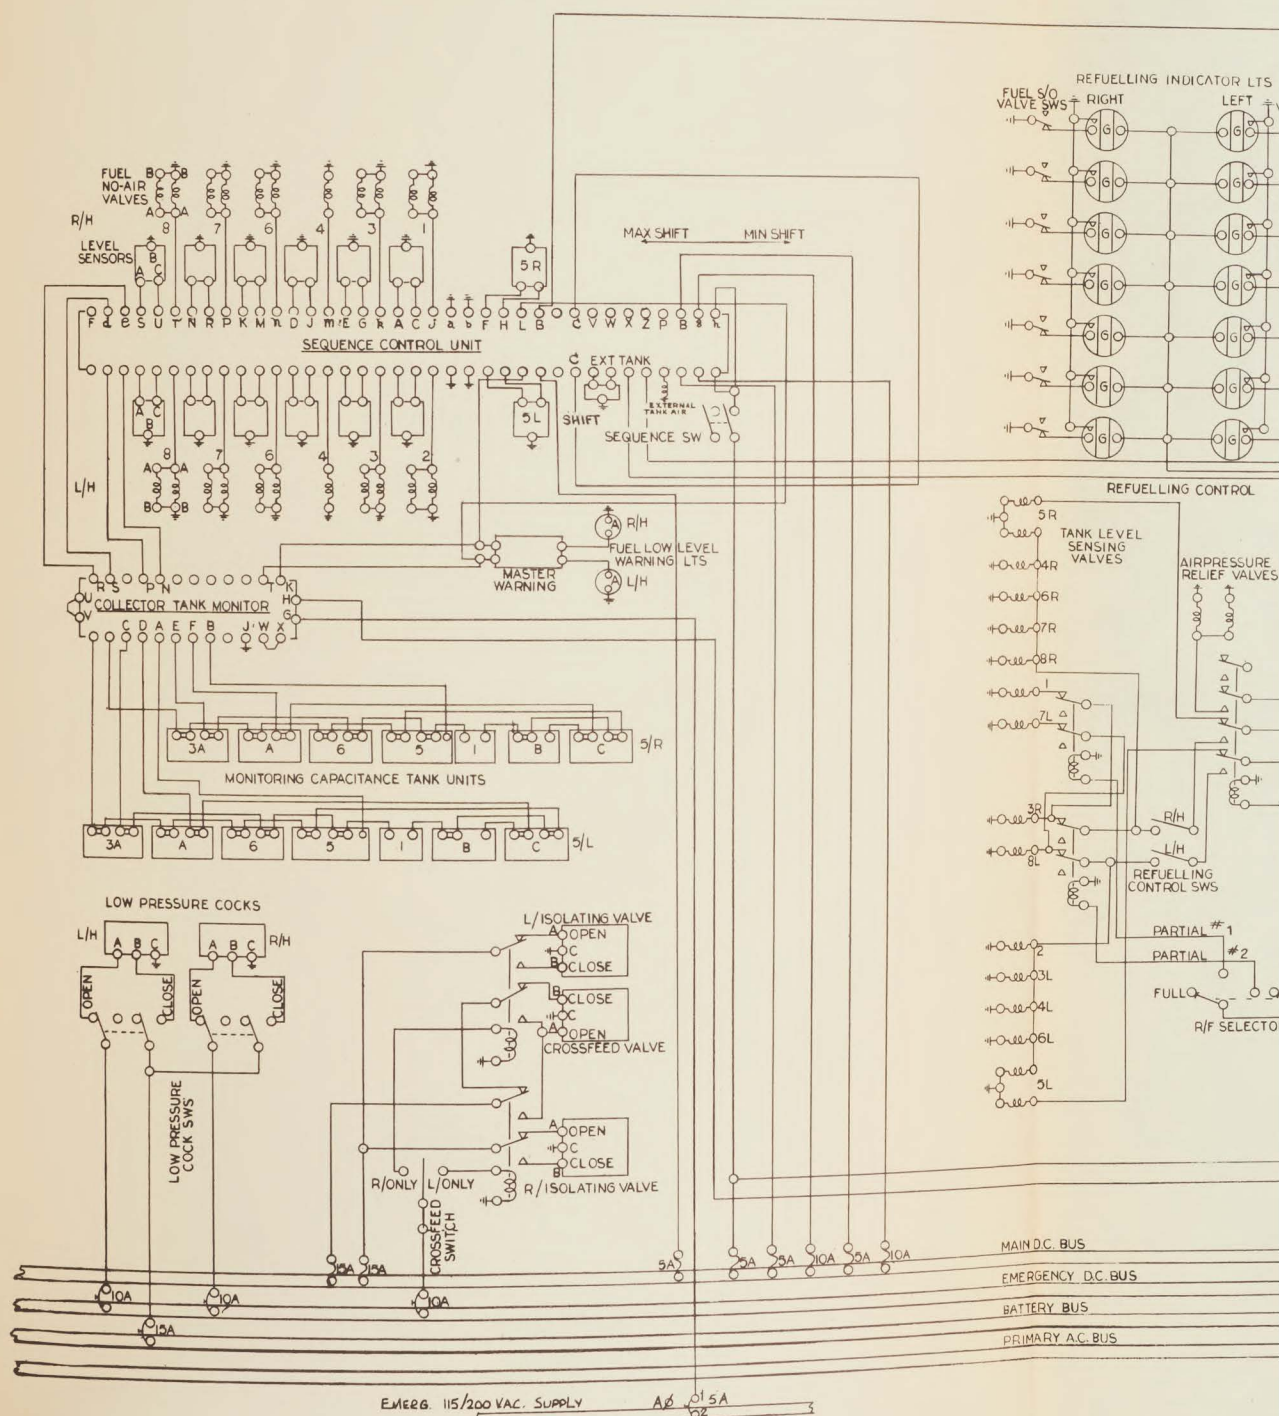 REFUELLING INDICATOR LTS
FUEL S/O
VALVE SWS
RIGHT
LEFT
G G
G G
G G
G G
G G
G G
G G
FUEL
NO-AIR
VALVES
B B
A A
R/H
8 7 6 4 3 1
LEVEL
SENSORS
B
A C
5R
MAX SHIFT
MIN SHIFT
F d e S U T N R P K M n D J m E G k A C J a b F H L B C V W X Z P B g h
SEQUENCE CONTROL UNIT
C EXT TANK
A C
B
5L
SHIFT
EXTERNAL
TANK AIR
SEQUENCE SW
8 7 6 4 3 2
A A
B B
L/H
REFUELLING CONTROL
A R/H
FUEL LOW LEVEL
WARNING LTS
A L/H
MASTER
WARNING
R S P N T K
U
V
COLLECTOR TANK MONITOR
H
G
C D A E F B J W X
3A A 6 5 1 B C 5/R
MONITORING CAPACITANCE TANK UNITS
3A A 6 5 1 B C 5/L
5R
TANK LEVEL
SENSING
VALVES
4R
6R
7R
8R
1
7L
AIRPRESSURE
RELIEF VALVES
3R
8L
R/H
L/H
REFUELLING
CONTROL SWS
PARTIAL #1
PARTIAL #2
FULL
R/F SELECTO
2
3L
4L
6L
5L
LOW PRESSURE COCKS
L/H
A B C
R/H
A B C
OPEN
CLOSE
OPEN
CLOSE
LOW PRESSURE
COCK SWS
L/ISOLATING VALVE
A OPEN
C
B CLOSE
B CLOSE
C
A OPEN
CROSSFEED VALVE
A OPEN
C
B CLOSE
R/ISOLATING VALVE
R/ONLY
L/ONLY
CROSSFEED
SWITCH
15A 15A 5A 5A 5A 10A 5A 10A
10A 10A 10A
15A
MAIN D.C. BUS
EMERGENCY D.C. BUS
BATTERY BUS
PRIMARY A.C. BUS
EMERG. 115/200 VAC. SUPPLY
AØ 1 5A
2